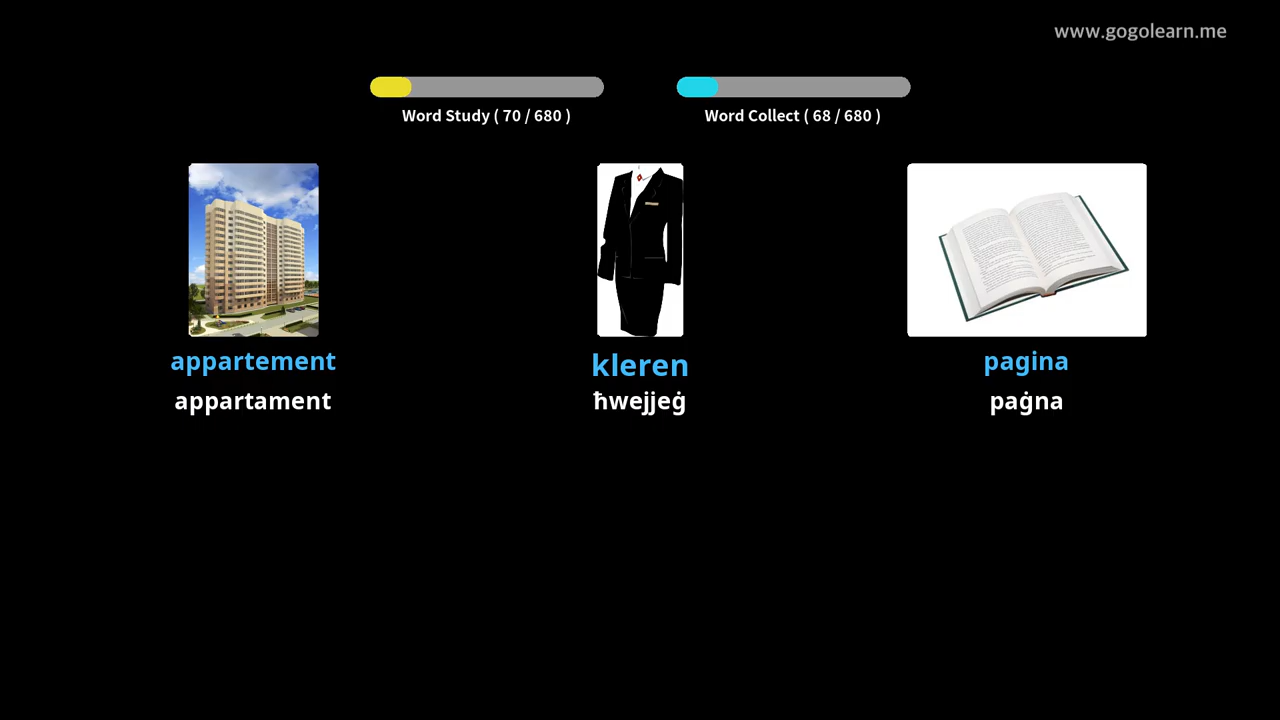 www.gogolearn.me
Word Study ( 70 / 680 )
Word Collect ( 68 / 680 )
appartement
kleren
pagina
appartament
ħwejjeġ
paġna